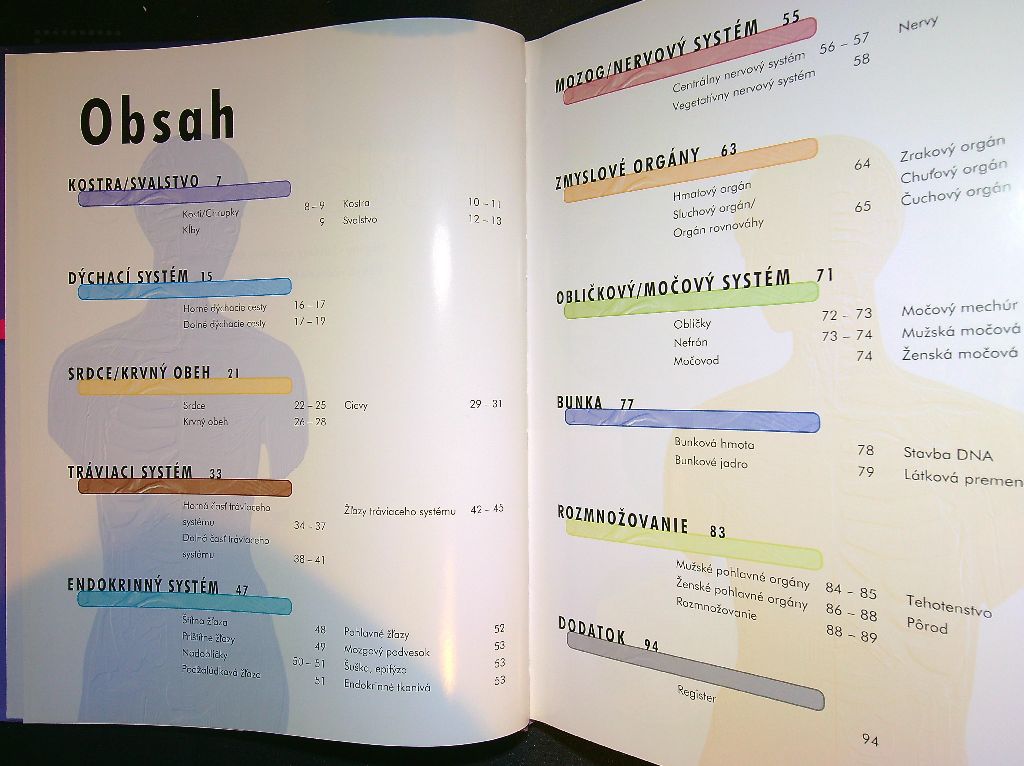 Obsah
KOSTRA/SVALSTVO 7
Kosti/Chrupky 8 – 9 Kostra 10 – 11
Kĺby 9 Svalstvo 12 – 13
DÝCHACÍ SYSTÉM 15
Horné dýchacie cesty 16 – 17
Dolné dýchacie cesty 17 – 19
SRDCE/KRVNÝ OBEH 21
Srdce 22 – 25 Cievy 29 – 31
Krvný obeh 26 – 28
TRÁVIACI SYSTÉM 33
Horná časť tráviaceho
systému 34 – 37 Žľazy tráviaceho systému 42 – 45
Dolná časť tráviaceho
systému 38 – 41
ENDOKRINNÝ SYSTÉM 47
Štítna žľaza 48 Pohlavné žľazy 52
Prištítne žľazy 49 Mozgový podvesok 53
Nadobličky 50 – 51 Šuška, epifýza 53
Podžalúdková žľaza 51 Endokrinné tkanivá 53
MOZOG/NERVOVÝ SYSTÉM 55
Centrálny nervový systém 56 – 57 Nervy
Vegetatívny nervový systém 58
ZMYSLOVÉ ORGÁNY 63
Hmatový orgán 64 Zrakový orgán
Sluchový orgán/ Chuťový orgán
Orgán rovnováhy 65 Čuchový orgán
OBLIČKOVÝ/MOČOVÝ SYSTÉM 71
Obličky 72 – 73 Močový mechúr
Nefrón 73 – 74 Mužská močová
Močovod 74 Ženská močová
BUNKA 77
Bunková hmota 78 Stavba DNA
Bunkové jadro 79 Látková premen
ROZMNOŽOVANIE 83
Mužské pohlavné orgány 84 – 85 Tehotenstvo
Ženské pohlavné orgány 86 – 88 Pôrod
Rozmnožovanie 88 – 89
DODATOK 94
Register 94